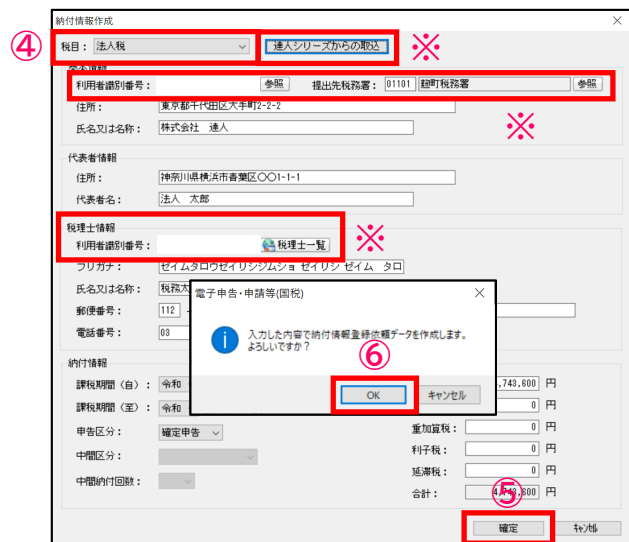 納付情報作成
④ 税目： 法人税 達人シリーズからの取込 ※
基本情報
利用者識別番号： 参照 提出先税務署： 01101 麹町税務署 参照
住所： 東京都千代田区大手町2-2-2
氏名又は名称： 株式会社 達人 ※
代表者情報
住所： 神奈川県横浜市青葉区〇〇1-1-1
代表者名： 法人 太郎
税理士情報
利用者識別番号： 税理士一覧 ※
フリガナ： ゼイムタロウゼイリシジムショ ゼイリシ ゼイム タロ
氏名又は名称： 税務太
郵便番号： 112 -
電話番号： 03
電子申告・申請等(国税)
入力した内容で納付情報登録依頼データを作成します。
よろしいですか？
⑥
OK キャンセル
納付情報
課税期間（自）： 令和 ,743,600 円
課税期間（至）： 令和 0 円
申告区分： 確定申告 重加算税： 0 円
中間区分： 利子税： 0 円
中間納付回数： 延滞税： 0 円
合計： 4,743,600 円
⑤
確定 ｷｬﾝｾﾙ